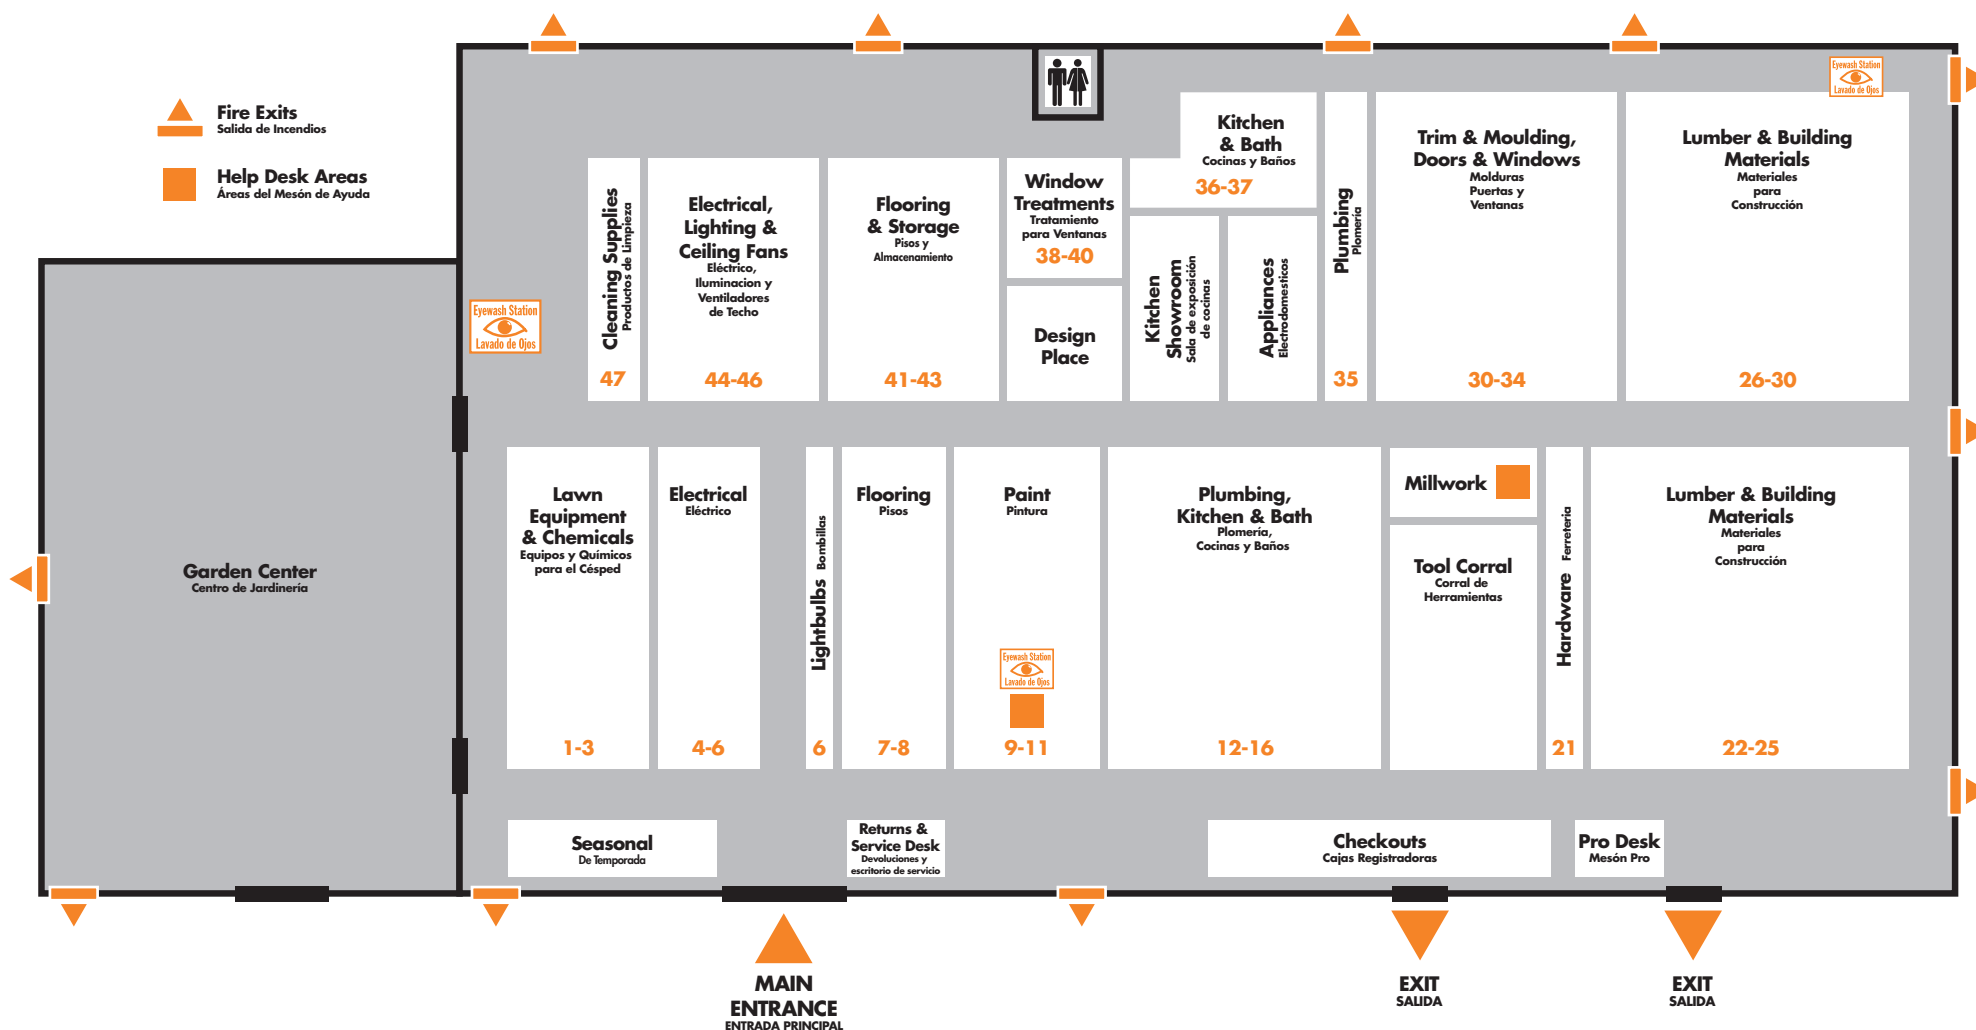 Fire Exits
Salida de Incendios
Help Desk Areas
Áreas del Mesón de Ayuda
Eyewash Station
Lavado de Ojos
Cleaning Supplies
Productos de Limpieza
47
Electrical,
Lighting &
Ceiling Fans
Eléctrico,
Iluminacion y
Ventiladores
de Techo
44-46
Flooring
& Storage
Pisos y
Almacenamiento
41-43
Window
Treatments
Tratamiento
para Ventanas
38-40
Design
Place
Kitchen
& Bath
Cocinas y Baños
36-37
Kitchen
Showroom
Sala de exposición
de cocinas
Appliances
Electrodomesticos
Plumbing
Plomería
35
Trim & Moulding,
Doors & Windows
Molduras
Puertas y
Ventanas
30-34
Eyewash Station
Lavado de Ojos
Lumber & Building
Materials
Materiales
para
Construcción
26-30
Garden Center
Centro de Jardinería
Lawn
Equipment
& Chemicals
Equipos y Químicos
para el Césped
1-3
Electrical
Eléctrico
4-6
Lightbulbs Bombillas
6
Flooring
Pisos
7-8
Paint
Pintura
Eyewash Station
Lavado de Ojos
9-11
Plumbing,
Kitchen & Bath
Plomería,
Cocinas y Baños
12-16
Millwork
Tool Corral
Corral de
Herramientas
Hardware Ferreteria
21
Lumber & Building
Materials
Materiales
para
Construcción
22-25
Seasonal
De Temporada
Returns &
Service Desk
Devoluciones y
escritorio de servicio
Checkouts
Cajas Registradoras
Pro Desk
Mesón Pro
MAIN
ENTRANCE
ENTRADA PRINCIPAL
EXIT
SALIDA
EXIT
SALIDA